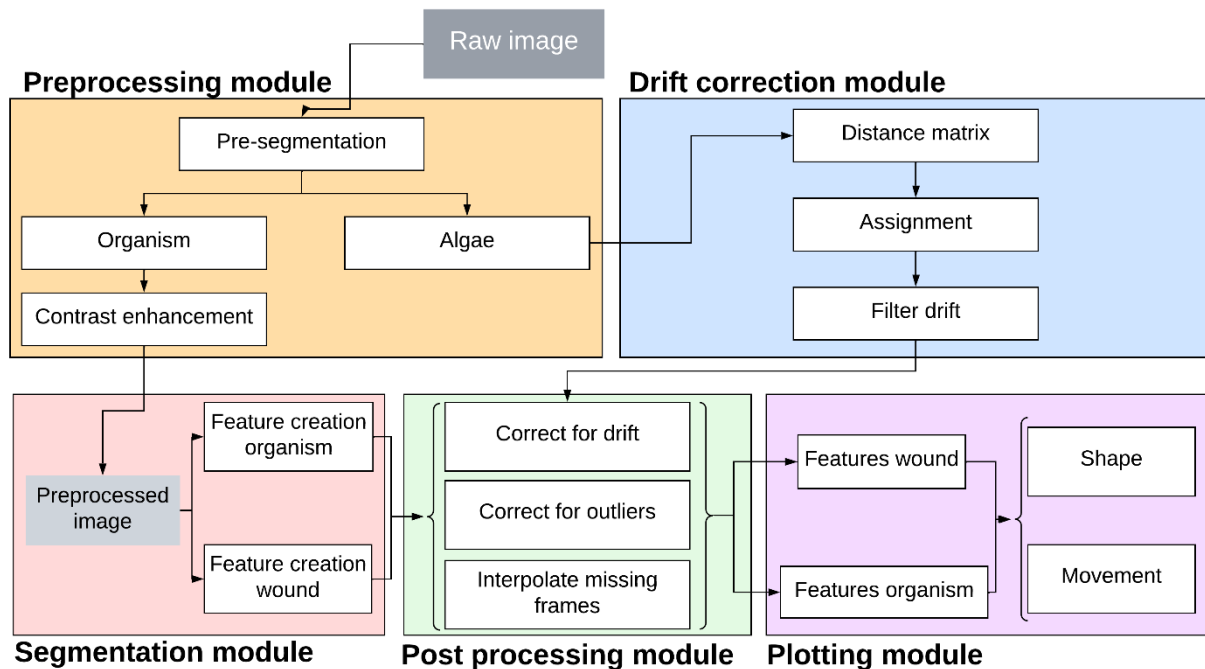 Raw image
Preprocessing module
Pre-segmentation
Organism
Algae
Contrast enhancement
Drift correction module
Distance matrix
Assignment
Filter drift
Feature creation
organism
Preprocessed
image
Feature creation
wound
Segmentation module
Correct for drift
Correct for outliers
Interpolate missing
frames
Post processing module
Features wound
Features organism
Shape
Movement
Plotting module